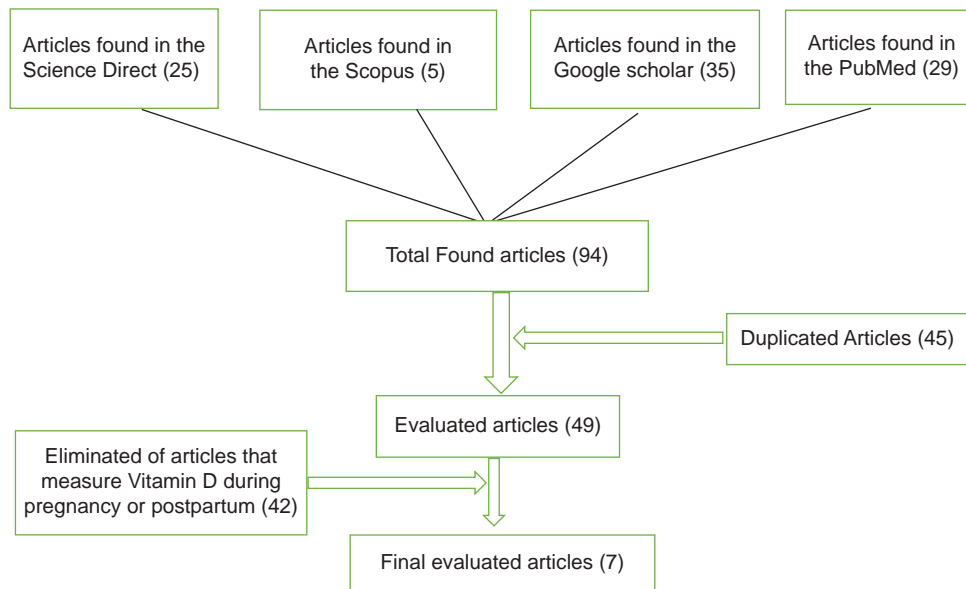 Articles found in the
Science Direct (25)
Articles found in
the Scopus (5)
Articles found in the
Google scholar (35)
Articles found in
the PubMed (29)
Total Found articles (94)
Duplicated Articles (45)
Evaluated articles (49)
Eliminated of articles that
measure Vitamin D during
pregnancy or postpartum (42)
Final evaluated articles (7)